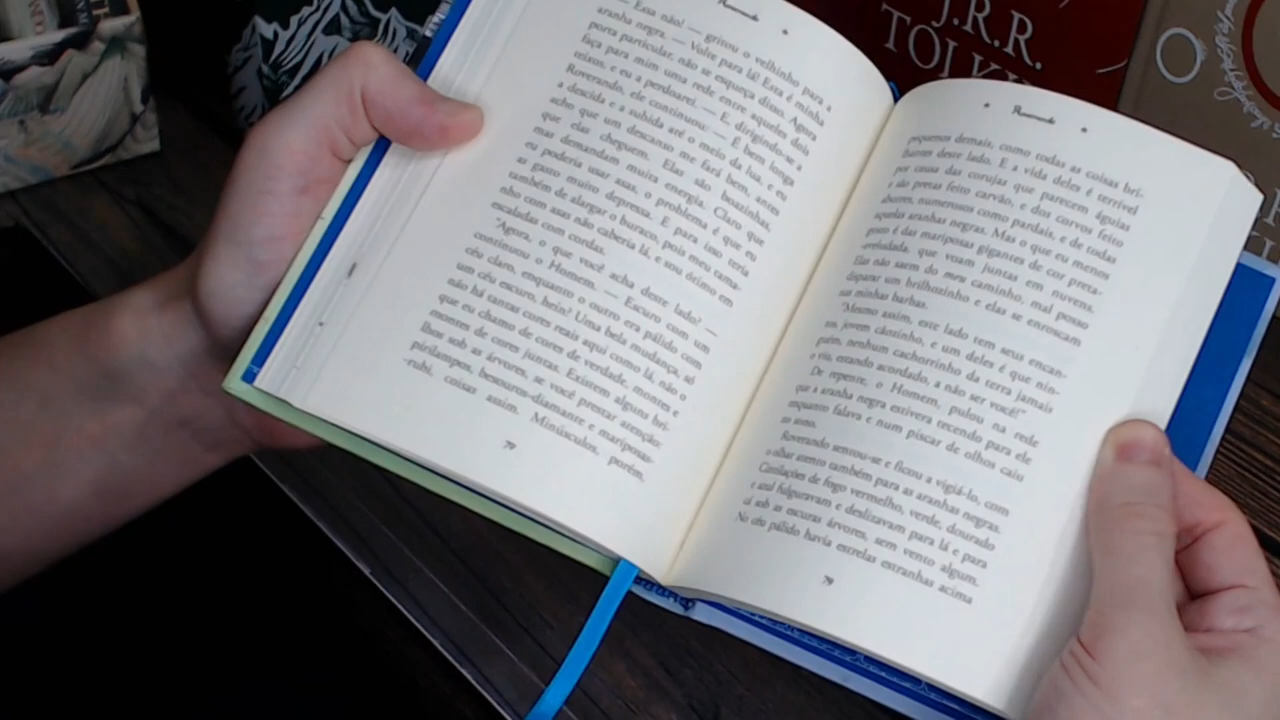 Roverando
— Essa não! — gritou o velhinho para a
aranha negra. — Volte para lá! Esta é minha
porta particular, não se esqueça disso. Agora
faça para mim uma rede entre aqueles dois
teixos, e eu a perdoarei. — E, dirigindo-se a
Roverando, ele continuou: — É bem longa
a descida e a subida até o meio da lua, e eu
acho que um descanso me fará bem, antes
que elas cheguem. Elas são boazinhas,
mas demandam muita energia. Claro que
eu poderia usar asas, o problema é que eu
as gasto muito depressa. E para isso teria
também de alargar o buraco, pois meu tama-
nho com asas não caberia lá, e sou ótimo em
escaladas com cordas.
"Agora, o que você acha deste lado? —
continuou o Homem. — Escuro com um
céu claro, enquanto o outro era pálido com
um céu escuro, hein? Uma bela mudança, só
não há tantas cores reais aqui como lá, não o
que eu chamo de cores de verdade, montes e
montes de cores juntas. Existem alguns bri-
lhos sob as árvores, se você prestar atenção:
pirilampos, besouros-diamante e mariposas-
-rubi, coisas assim. Minúsculos, porém,
Roverando
pequenos demais, como todas as coisas bri-
lhantes deste lado. E a vida deles é terrível
por causa das corujas que parecem águias
e são pretas feito carvão, e dos corvos feito
abutres, numerosos como pardais, e de todas
aquelas aranhas negras. Mas o que eu menos
gosto é das mariposas gigantes de cor preta-
-aveludada, que voam juntas em nuvens.
Elas não saem do meu caminho, mal posso
disparar um brilhozinho e elas se enroscam
nas minhas barbas.
"Mesmo assim, este lado tem seus encan-
tos, jovem cãozinho, e um deles é que nin-
guém, nenhum cachorrinho da terra jamais
o viu, estando acordado, a não ser você!"
De repente, o Homem, pulou na rede
que a aranha negra estivera tecendo para ele
enquanto falava e num piscar de olhos caiu
no sono.
Roverando sentou-se e ficou a vigiá-lo, com
o olhar atento também para as aranhas negras.
Cintilações de fogo vermelho, verde, dourado
e azul fulguravam e deslizavam para lá e para
cá sob as escuras árvores, sem vento algum.
No céu pálido havia estrelas estranhas acima
79
J.R.R.